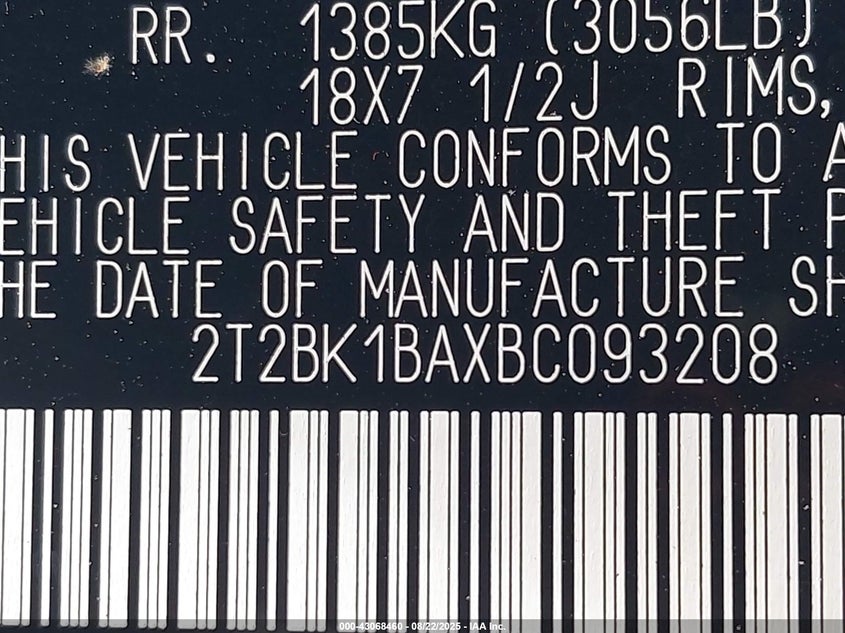 RR. 1385KG (3056LB)
18X7 1/2J RIMS,
HIS VEHICLE CONFORMS TO A
EHICLE SAFETY AND THEFT P
HE DATE OF MANUFACTURE SH
2T2BK1BAXBC093208
000-43068460 - 08/22/2025 - IAA Inc.